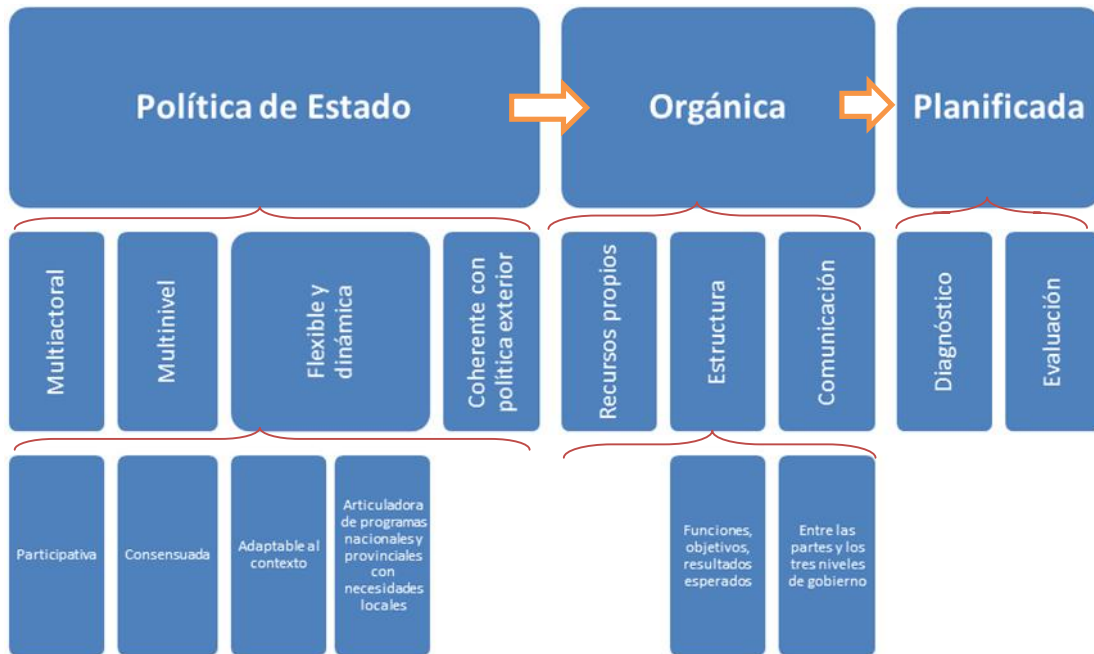 Política de Estado
Orgánica
Planificada
Multiactoral
Multinivel
Flexible y
dinámica
Coherente con
política exterior
Recursos propios
Estructura
Comunicación
Diagnóstico
Evaluación
Participativa
Consensuada
Adaptable al
contexto
Articuladora
de programas
nacionales y
provinciales
con
necesidades
locales
Funciones,
objetivos,
resultados
esperados
Entre las
partes y los
tres niveles
de gobierno